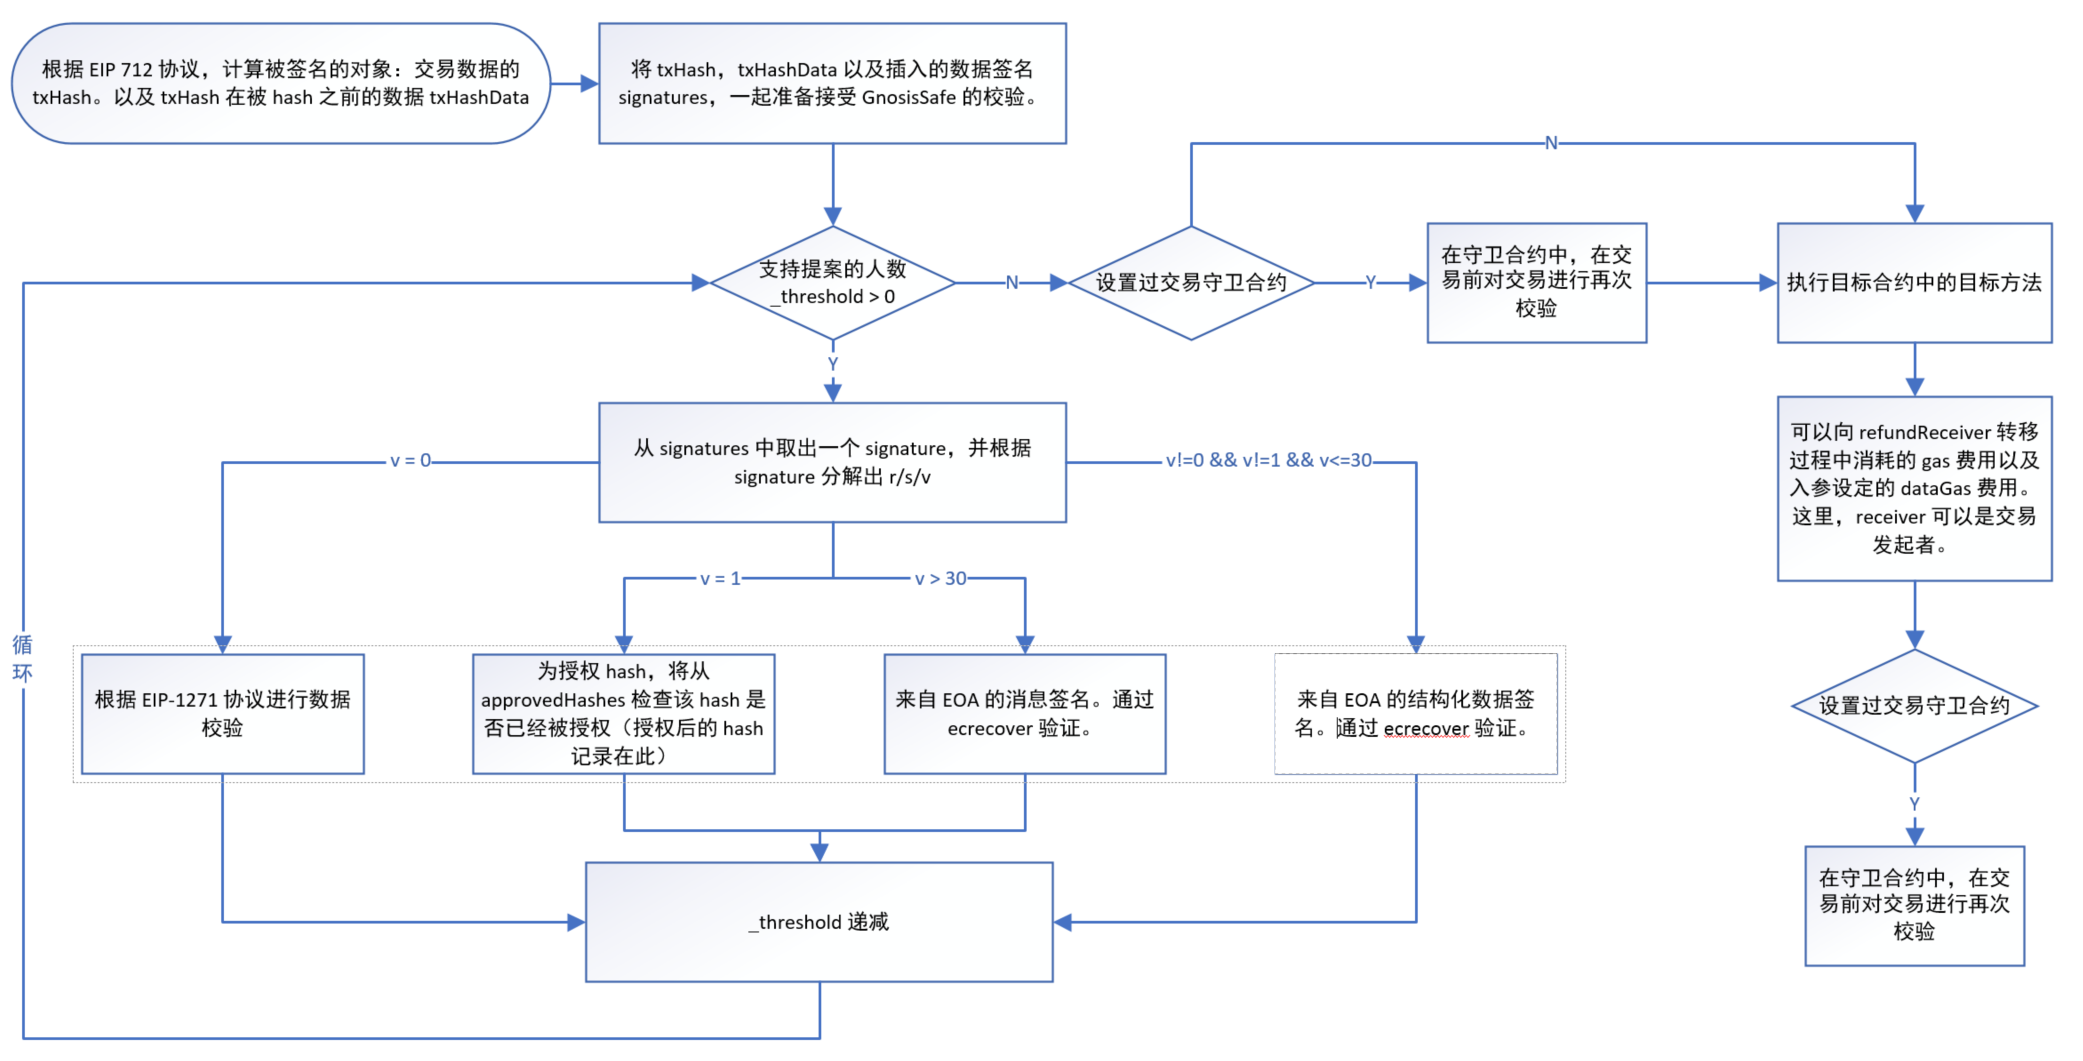 根据 EIP 712 协议，计算被签名的对象：交易数据的
txHash。以及 txHash 在被 hash 之前的数据 txHashData
将 txHash，txHashData 以及插入的数据签名
signatures，一起准备接受 GnosisSafe 的校验。
N
支持提案的人数
_threshold > 0
N
设置过交易守卫合约
Y
在守卫合约中，在交
易前对交易进行再次
校验
执行目标合约中的目标方法
Y
从 signatures 中取出一个 signature，并根据
signature 分解出 r/s/v
v = 0
v!=0 && v!=1 && v<=30
v = 1
v > 30
可以向 refundReceiver 转移
过程中消耗的 gas 费用以及
入参设定的 dataGas 费用。
这里，receiver 可以是交易
发起者。
循
环
根据 EIP-1271 协议进行数据
校验
为授权 hash，将从
approvedHashes 检查该 hash 是
否已经被授权（授权后的 hash
记录在此）
来自 EOA 的消息签名。通过
ecrecover 验证。
来自 EOA 的结构化数据签
名。通过 ecrecover 验证。
设置过交易守卫合约
Y
_threshold 递减
在守卫合约中，在交
易前对交易进行再次
校验